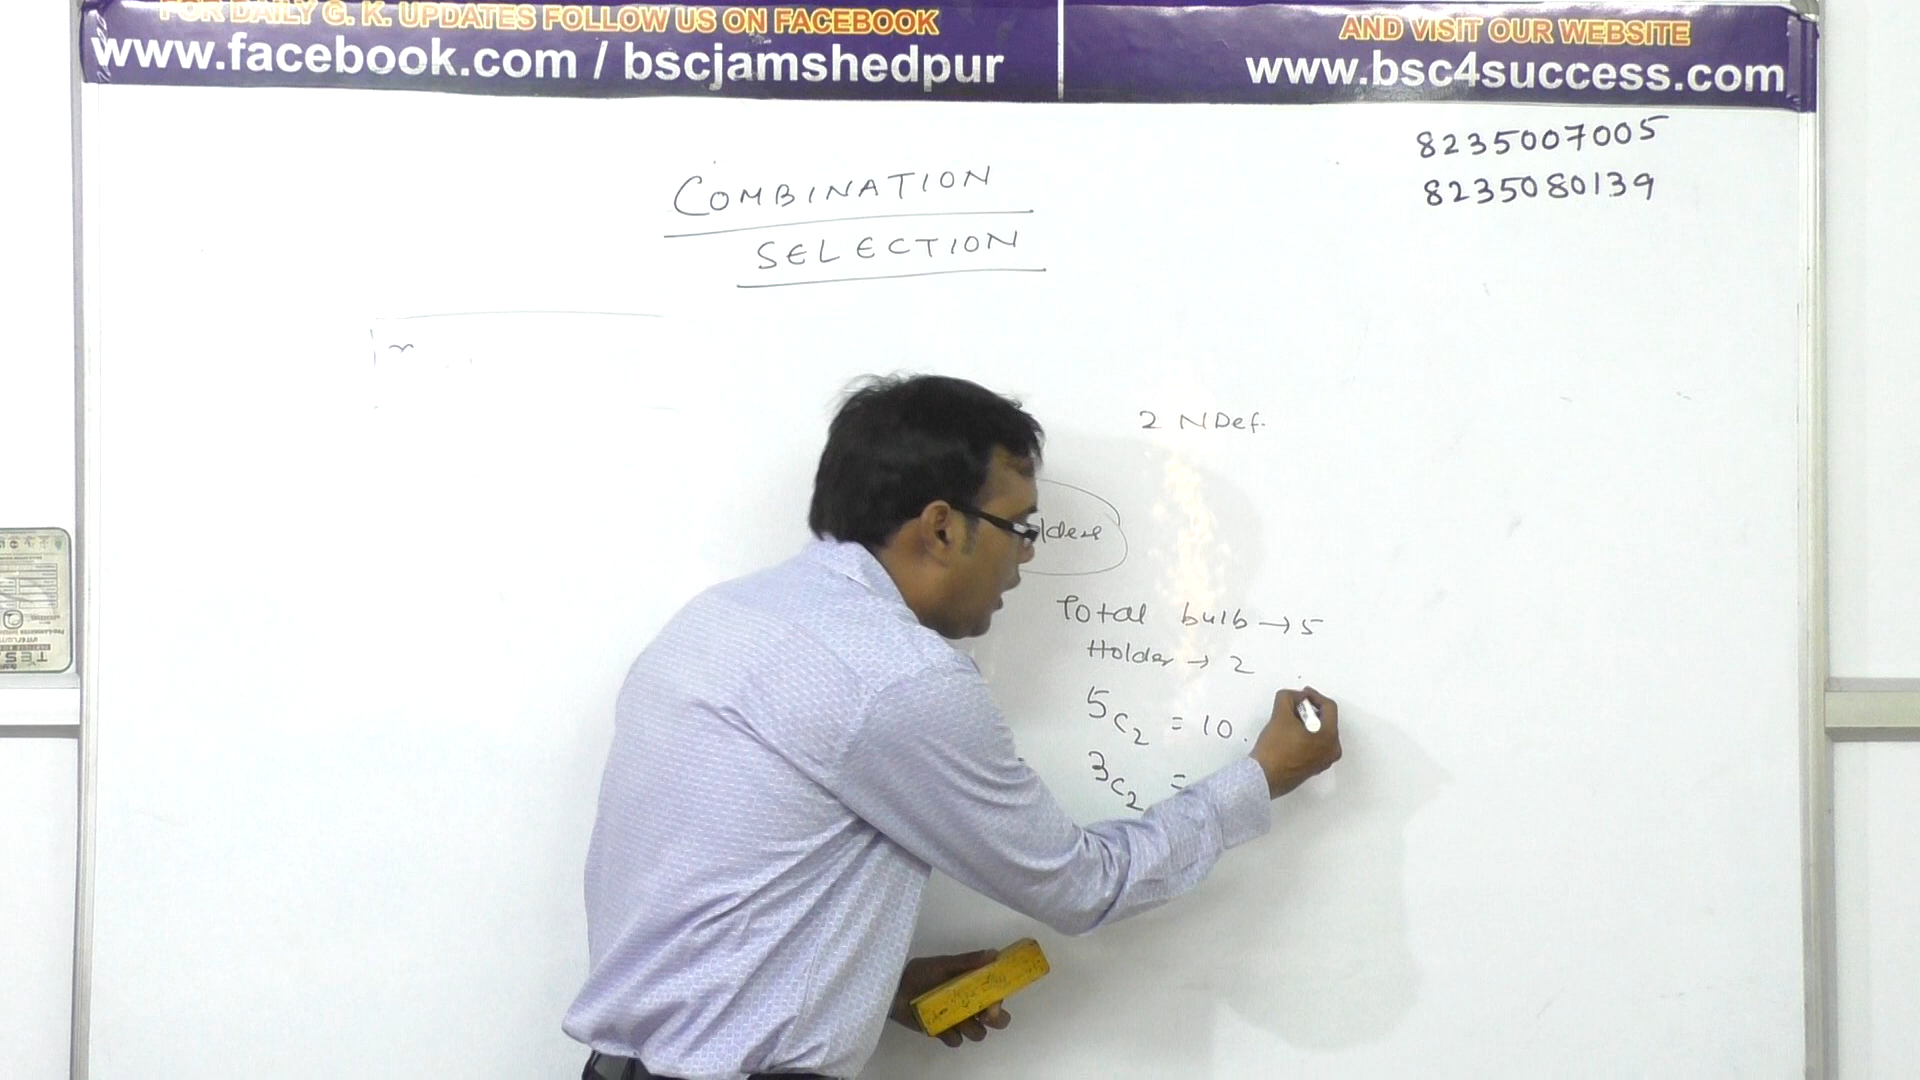 FOR DAILY G. K. UPDATES FOLLOW US ON FACEBOOK
www.facebook.com / bscjamshedpur
AND VISIT OUR WEBSITE
www.bsc4success.com
8235007005
8235080139
COMBINATION
SELECTION
2 NDef.
Total bulb → 5
Holder → 2
5C2 = 10.
3C2 =